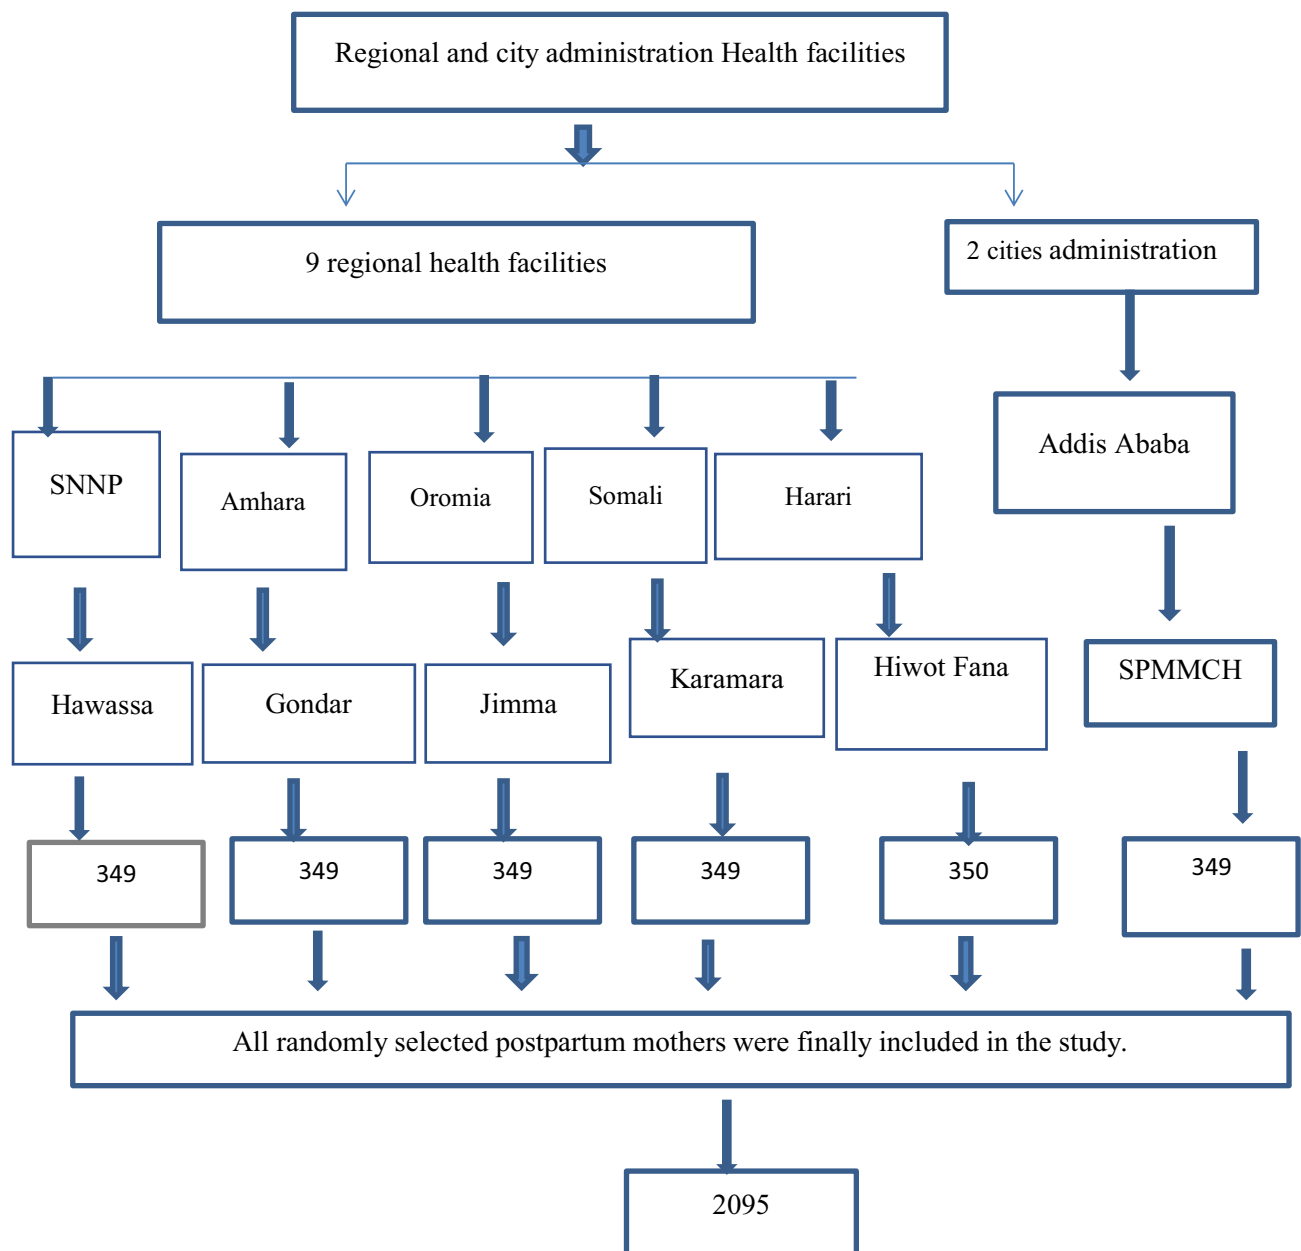 Regional and city administration Health facilities
9 regional health facilities
2 cities administration
SNNP
Amhara
Oromia
Somali
Harari
Addis Ababa
Hawassa
Gondar
Jimma
Karamara
Hiwot Fana
SPMMCH
349
349
349
349
350
349
All randomly selected postpartum mothers were finally included in the study.
2095